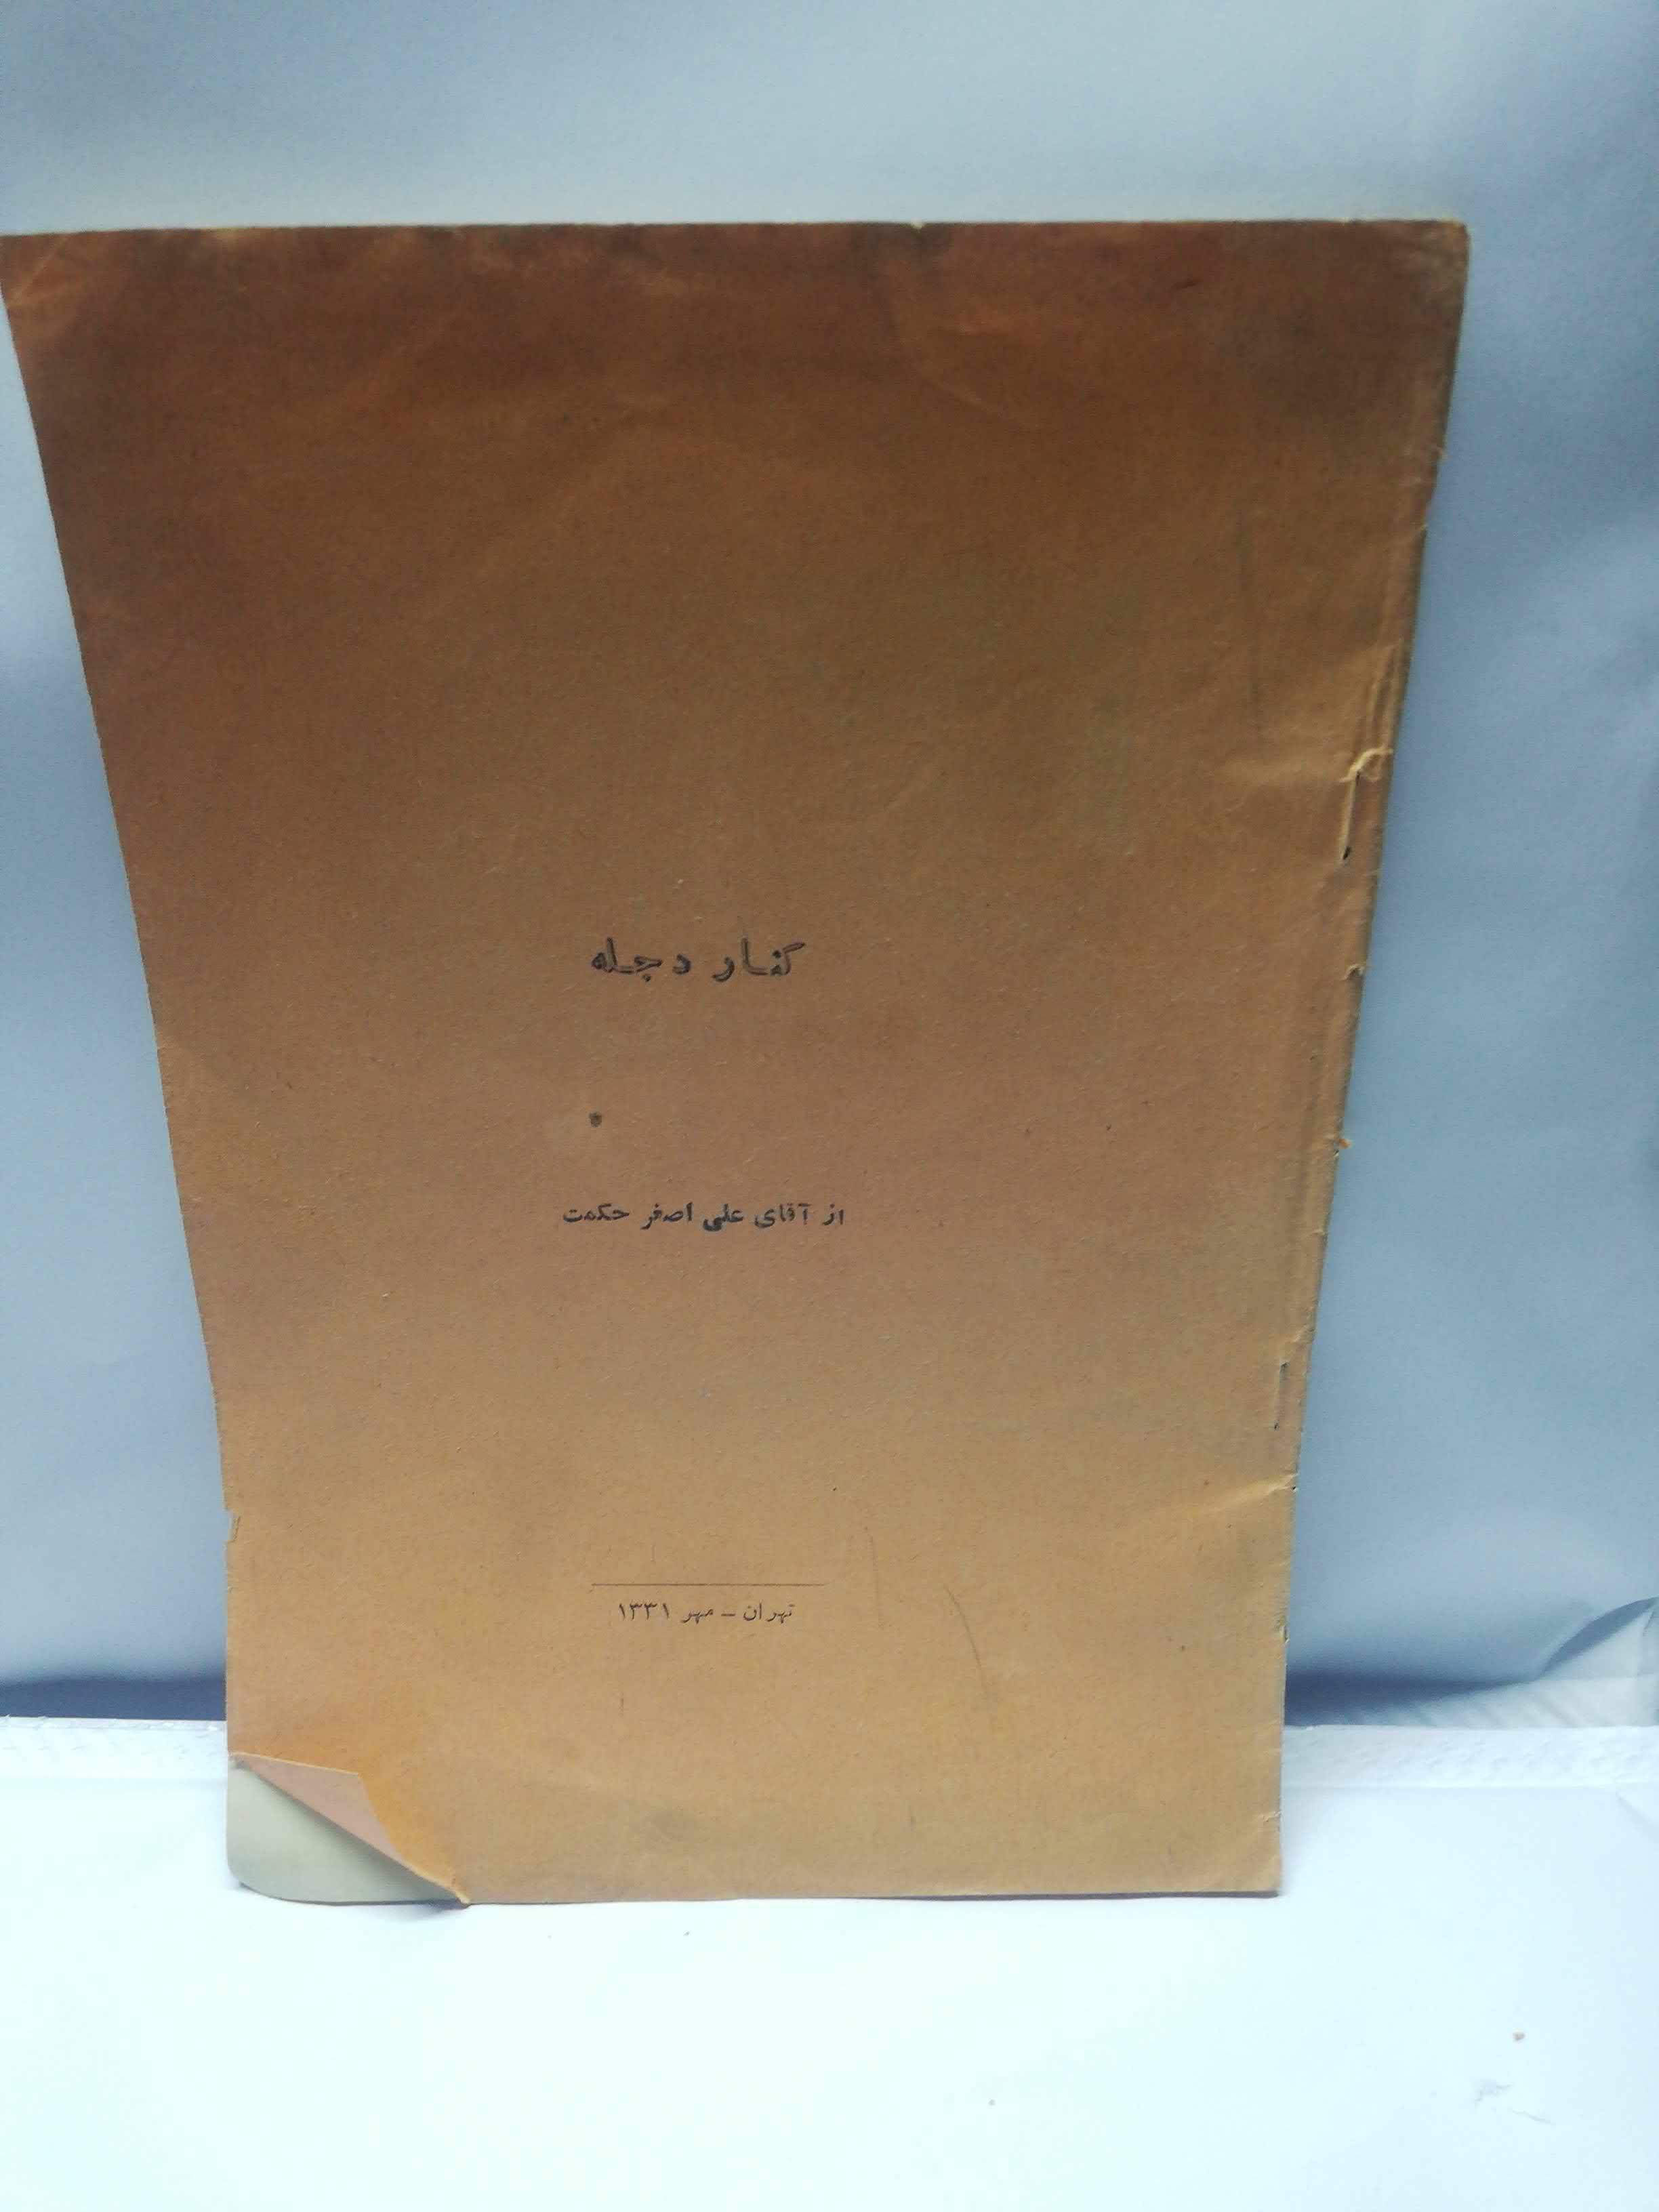 کنار دجله
از آقای علی اصغر حکمت
تهران – مهر ۱۳۳۱